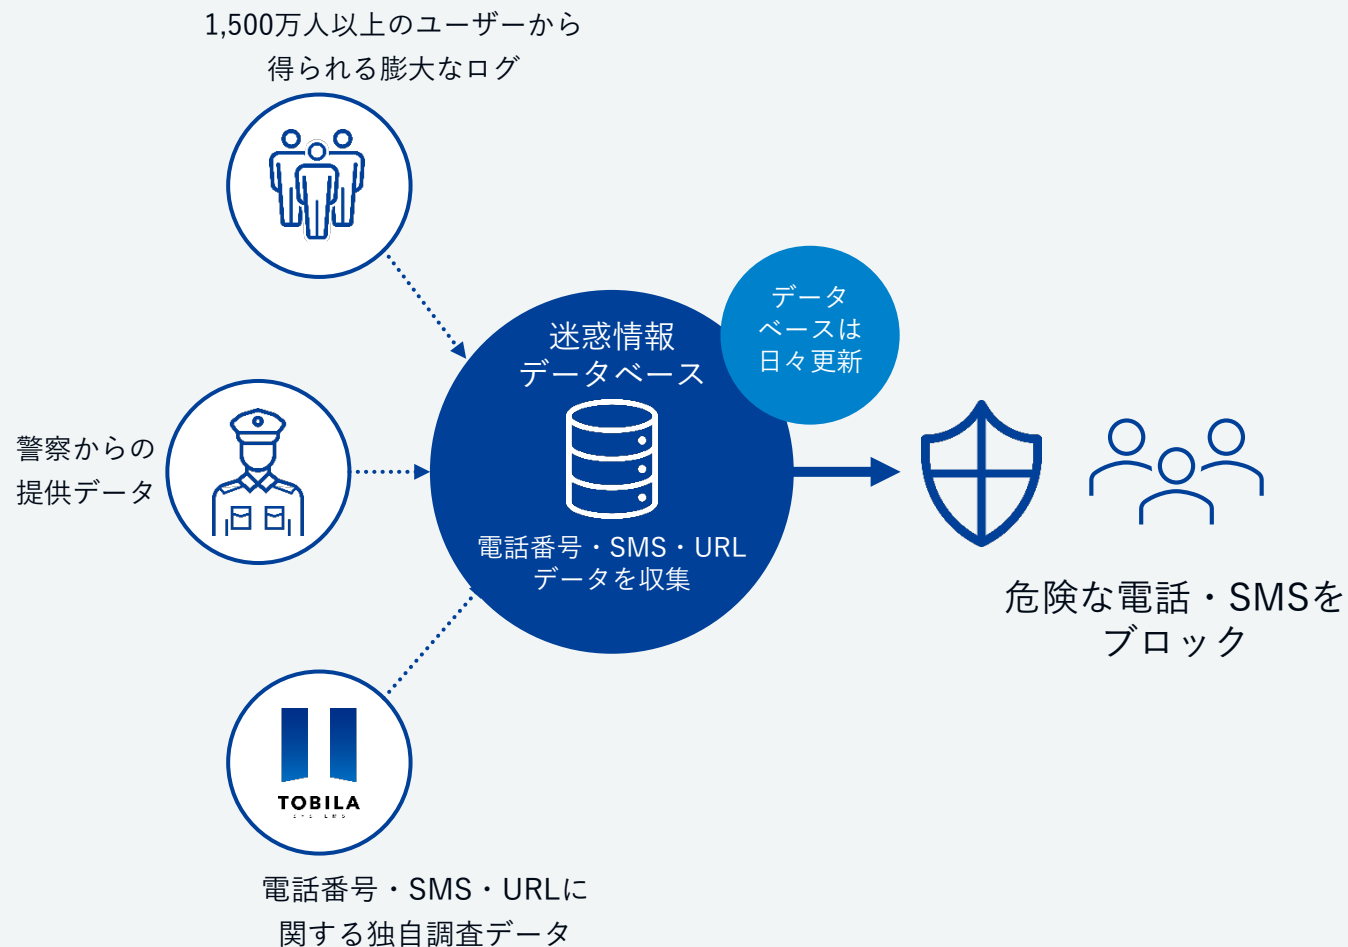 1,500万人以上のユーザーから
得られる膨大なログ
データ
ベースは
日々更新
迷惑情報
データベース
警察からの
提供データ
電話番号・SMS・URL
データを収集
危険な電話・SMSを
ブロック
TOBILA
電話番号・SMS・URLに
関する独自調査データ